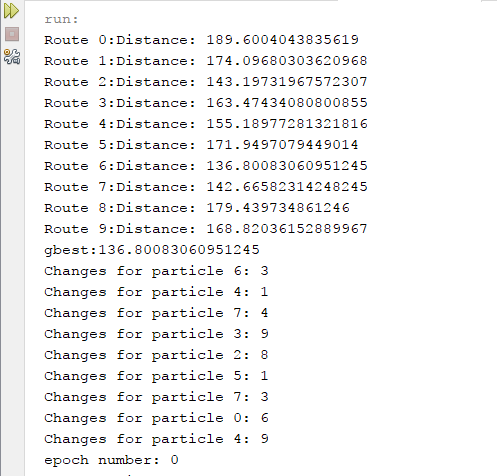 run:
Route 0:Distance: 189.6004043835619
Route 1:Distance: 174.09680303620968
Route 2:Distance: 143.19731967572307
Route 3:Distance: 163.47434080800855
Route 4:Distance: 155.18977281321816
Route 5:Distance: 171.9497079449014
Route 6:Distance: 136.80083060951245
Route 7:Distance: 142.66582314248245
Route 8:Distance: 179.439734861246
Route 9:Distance: 168.82036152889967
gbest:136.80083060951245
Changes for particle 6: 3
Changes for particle 4: 1
Changes for particle 7: 4
Changes for particle 3: 9
Changes for particle 2: 8
Changes for particle 5: 1
Changes for particle 7: 3
Changes for particle 0: 6
Changes for particle 4: 9
epoch number: 0